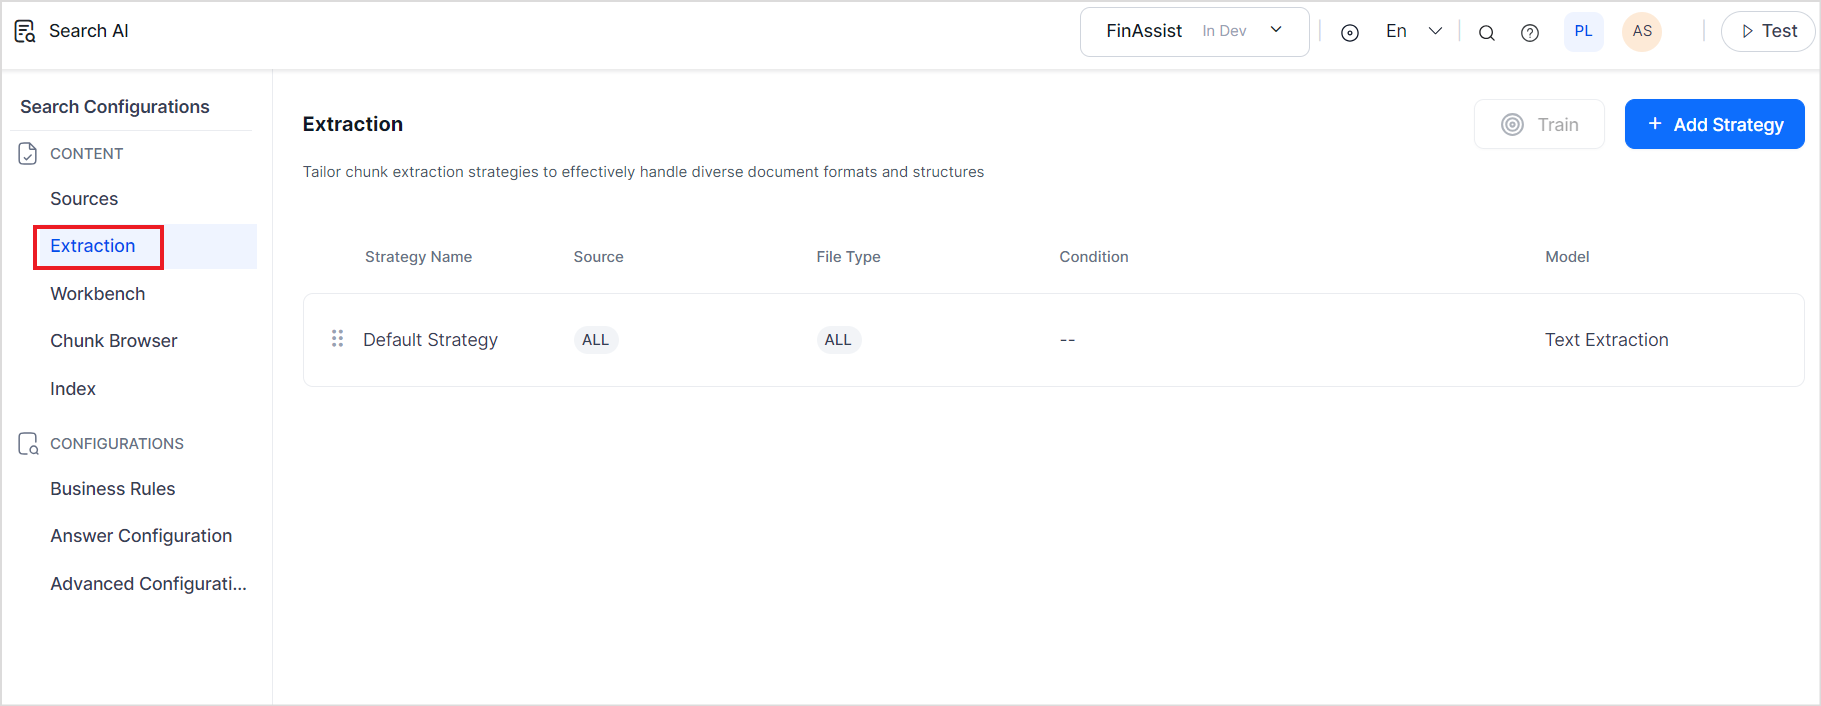 Search AI
FinAssist In Dev
En
PL
AS
Test
Search Configurations
CONTENT
Sources
Extraction
Workbench
Chunk Browser
Index
CONFIGURATIONS
Business Rules
Answer Configuration
Advanced Configurati...
Extraction
Train
+ Add Strategy
Tailor chunk extraction strategies to effectively handle diverse document formats and structures
Strategy Name Source File Type Condition Model
Default Strategy ALL ALL -- Text Extraction